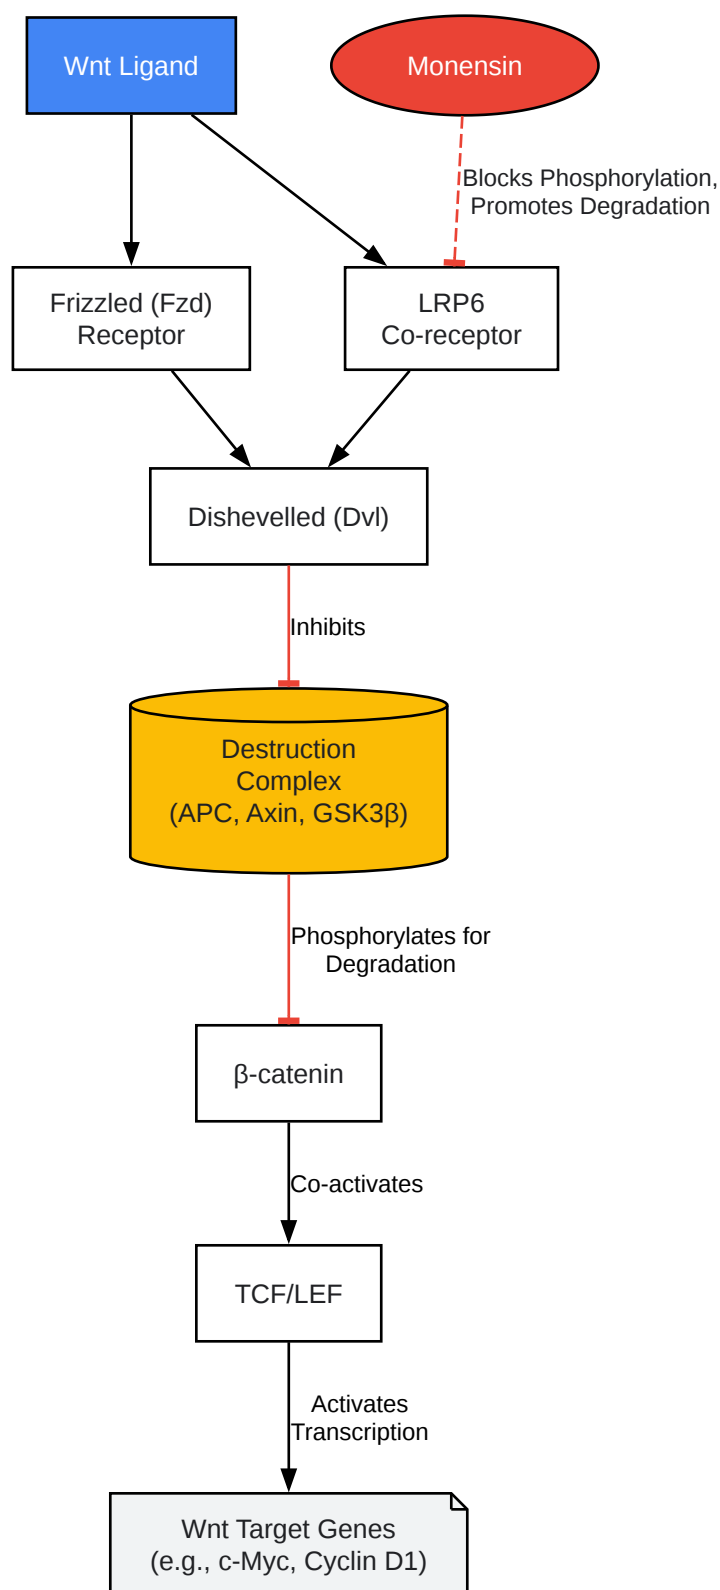 Wnt Ligand
Monensin
Blocks Phosphorylation,
Promotes Degradation
Frizzled (Fzd)
Receptor
LRP6
Co-receptor
Dishevelled (Dvl)
Inhibits
Destruction
Complex
(APC, Axin, GSK3β)
Phosphorylates for
Degradation
β-catenin
Co-activates
TCF/LEF
Activates
Transcription
Wnt Target Genes
(e.g., c-Myc, Cyclin D1)